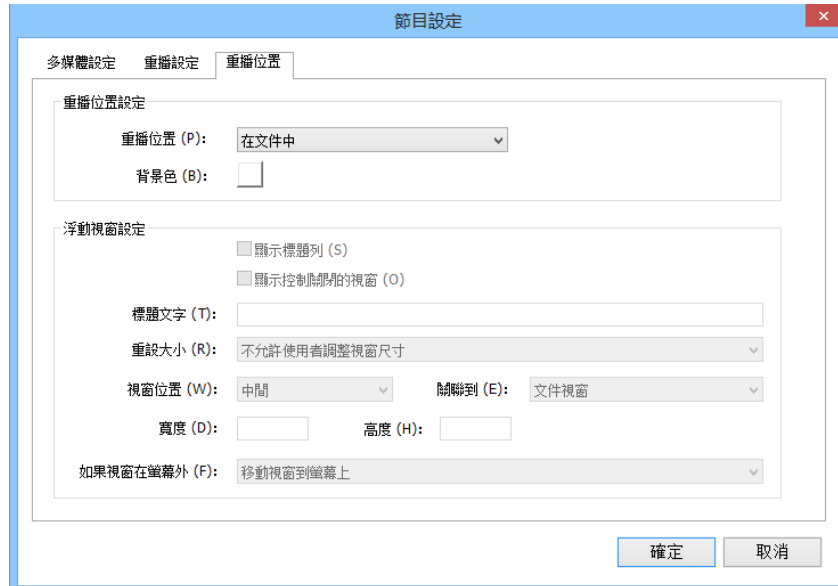 節目設定
多媒體設定 重播設定 重播位置
重播位置設定
重播位置 (P): 在文件中
背景色 (B):
浮動視窗設定
顯示標題列 (S)
顯示控制關閉的視窗 (O)
標題文字 (T):
重設大小 (R): 不允許使用者調整視窗尺寸
視窗位置 (W): 中間 關聯到 (E): 文件視窗
寬度 (D): 高度 (H):
如果視窗在螢幕外 (F): 移動視窗到螢幕上
確定 取消